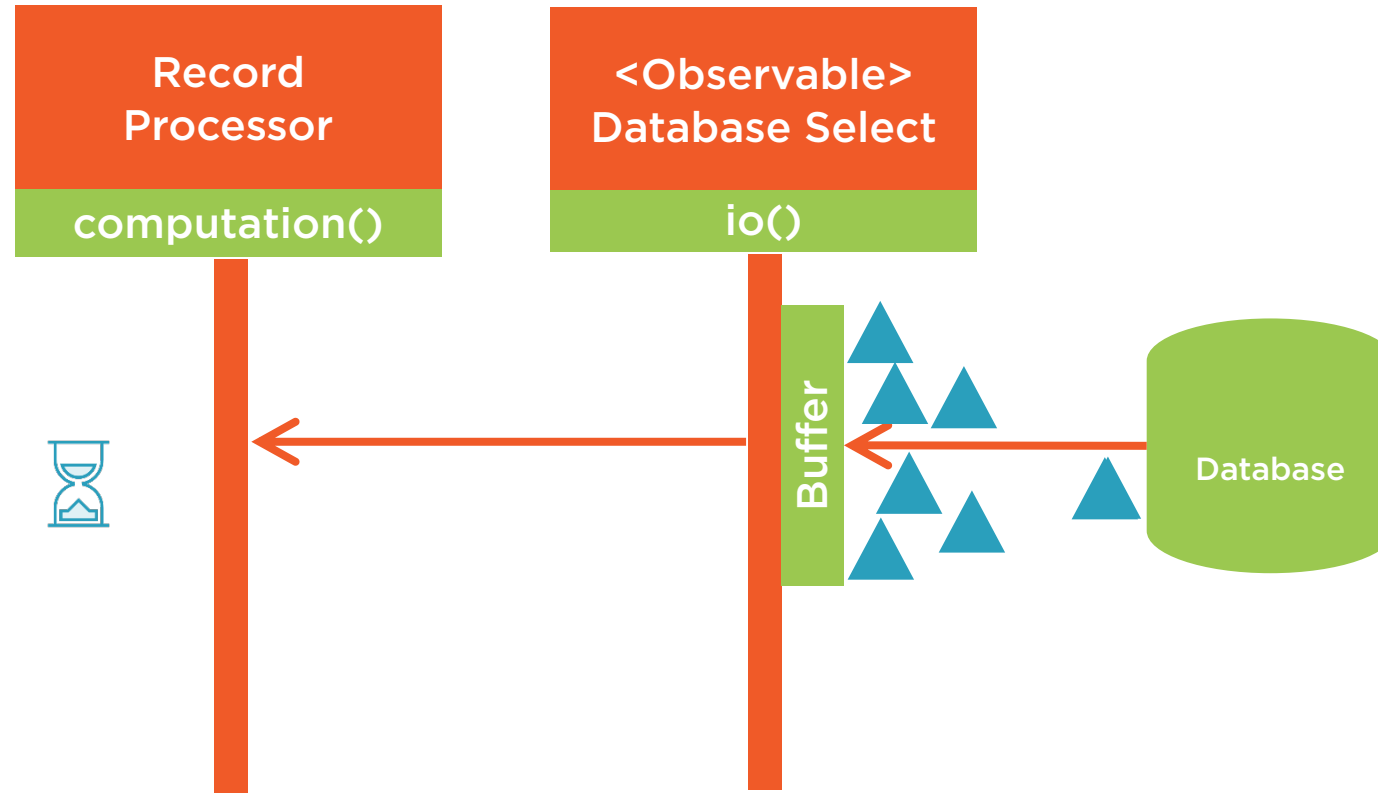 Record
Processor
computation()
<Observable>
Database Select
io()
Buffer
Database